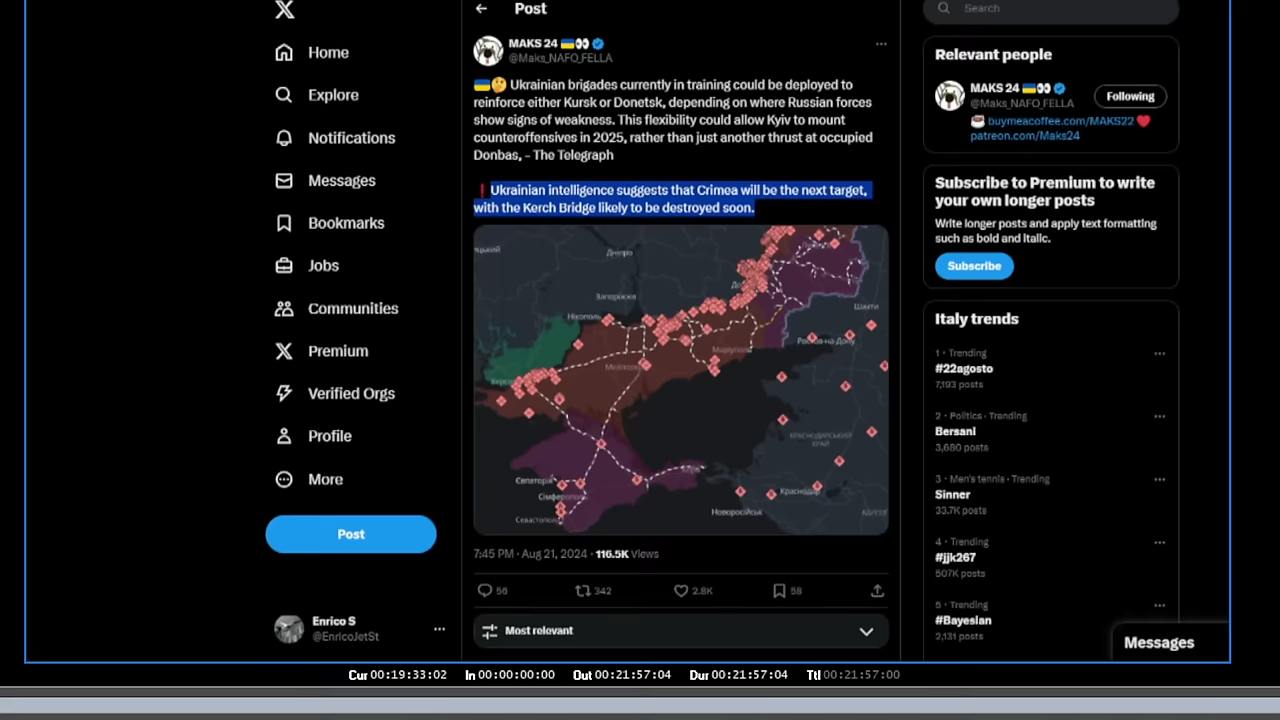 Home
Explore
Notifications
Messages
Bookmarks
Jobs
Communities
Premium
Verified Orgs
Profile
More
Post
Enrico S
@EnricoJetSt
Post
MAKS 24 🇺🇦👀
@Maks_NAFO_FELLA
🇺🇦🤔 Ukrainian brigades currently in training could be deployed to
reinforce either Kursk or Donetsk, depending on where Russian forces
show signs of weakness. This flexibility could allow Kyiv to mount
counteroffensives in 2025, rather than just another thrust at occupied
Donbas, - The Telegraph
❗Ukrainian intelligence suggests that Crimea will be the next target,
with the Kerch Bridge likely to be destroyed soon.
Дніпро
Запоріжжя
Нікополь
Шахти
Ростов-на-Дону
Маріуполь
КРАСНОДАРСЬКИЙ
КРАЙ
Євпаторія
Сімферополь
Севастополь
Новоросійськ
Краснодар
7:45 PM · Aug 21, 2024 · 116.5K Views
56
342
2.8K
58
Most relevant
Search
Relevant people
MAKS 24 🇺🇦👀
@Maks_NAFO_FELLA
Following
☕ buymeacoffee.com/MAKS22 ♥
patreon.com/Maks24
Subscribe to Premium to write
your own longer posts
Write longer posts and apply text formatting
such as bold and italic.
Subscribe
Italy trends
1 · Trending
#22agosto
7,193 posts
2 · Politics · Trending
Bersani
3,680 posts
3 · Men's tennis · Trending
Sinner
33.7K posts
4 · Trending
#jjk267
507K posts
5 · Trending
#Bayesian
2,131 posts
Messages
Cur 00:19:33:02 In 00:00:00:00 Out 00:21:57:04 Dur 00:21:57:04 Ttl 00:21:57:00